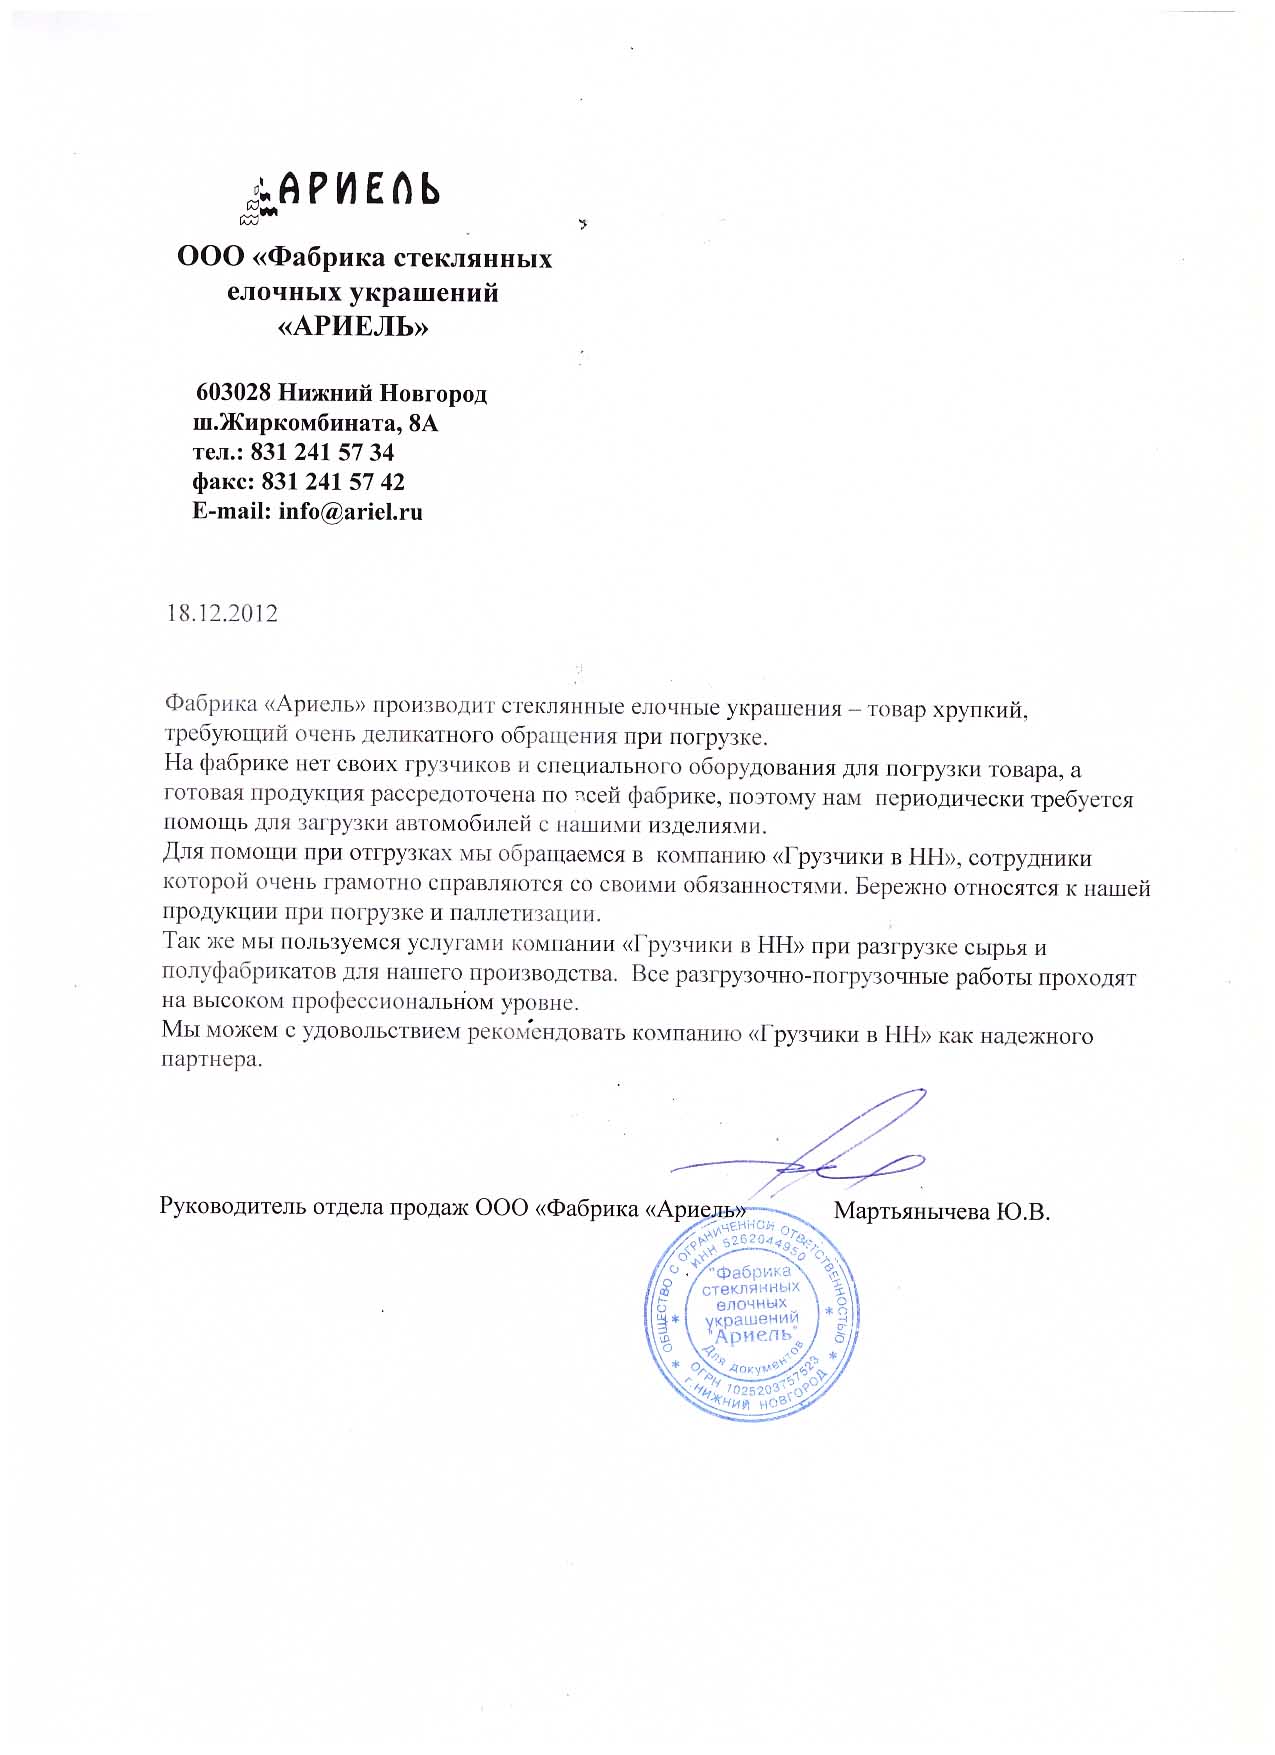 АРИЕЛЬ
ООО «Фабрика стеклянных
елочных украшений
«АРИЕЛЬ»
603028 Нижний Новгород
ш.Жиркомбината, 8А
тел.: 831 241 57 34
факс: 831 241 57 42
E-mail: info@ariel.ru
18.12.2012
Фабрика «Ариель» производит стеклянные елочные украшения – товар хрупкий,
требующий очень деликатного обращения при погрузке.
На фабрике нет своих грузчиков и специального оборудования для погрузки товара, а
готовая продукция рассредоточена по всей фабрике, поэтому нам периодически требуется
помощь для загрузки автомобилей с нашими изделиями.
Для помощи при отгрузках мы обращаемся в компанию «Грузчики в НН», сотрудники
которой очень грамотно справляются со своими обязанностями. Бережно относятся к нашей
продукции при погрузке и паллетизации.
Так же мы пользуемся услугами компании «Грузчики в НН» при разгрузке сырья и
полуфабрикатов для нашего производства. Все разгрузочно-погрузочные работы проходят
на высоком профессиональном уровне.
Мы можем с удовольствием рекомендовать компанию «Грузчики в НН» как надежного
партнера.
Руководитель отдела продаж ООО «Фабрика «Ариель» Мартьянычева Ю.В.
ОБЩЕСТВО С ОГРАНИЧЕННОЙ ОТВЕТСТВЕННОСТЬЮ
ИНН 5262044950
"Фабрика
стеклянных
елочных
украшений
"Ариель"
Для документов
ОГРН 1025203757523
* г.НИЖНИЙ НОВГОРОД *